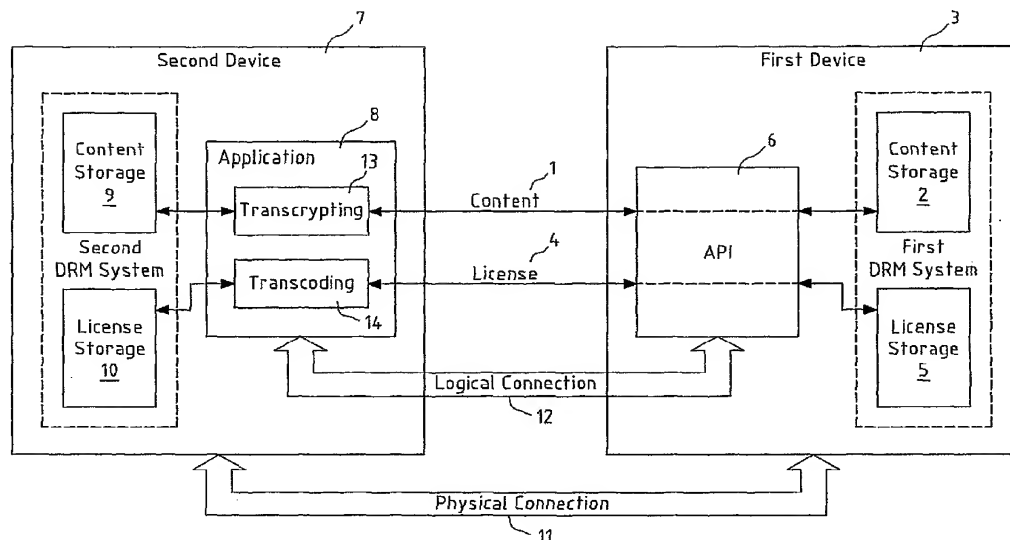 7
3
Second Device
First Device
8
Application
13
Transcrypting
Transcoding
14
Content
Storage
9
Second
DRM System
License
Storage
10
1
Content
4
License
6
API
Content
Storage
2
First
DRM System
License
Storage
5
Logical Connection
12
Physical Connection
11